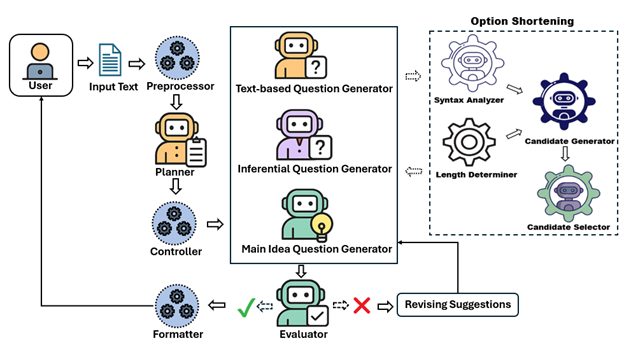 Option Shortening
User
Input Text
Preprocessor
Text-based Question Generator
Syntax Analyzer
Candidate Generator
Planner
Inferential Question Generator
Length Determiner
Candidate Selector
Controller
Main Idea Question Generator
Formatter
Evaluator
Revising Suggestions